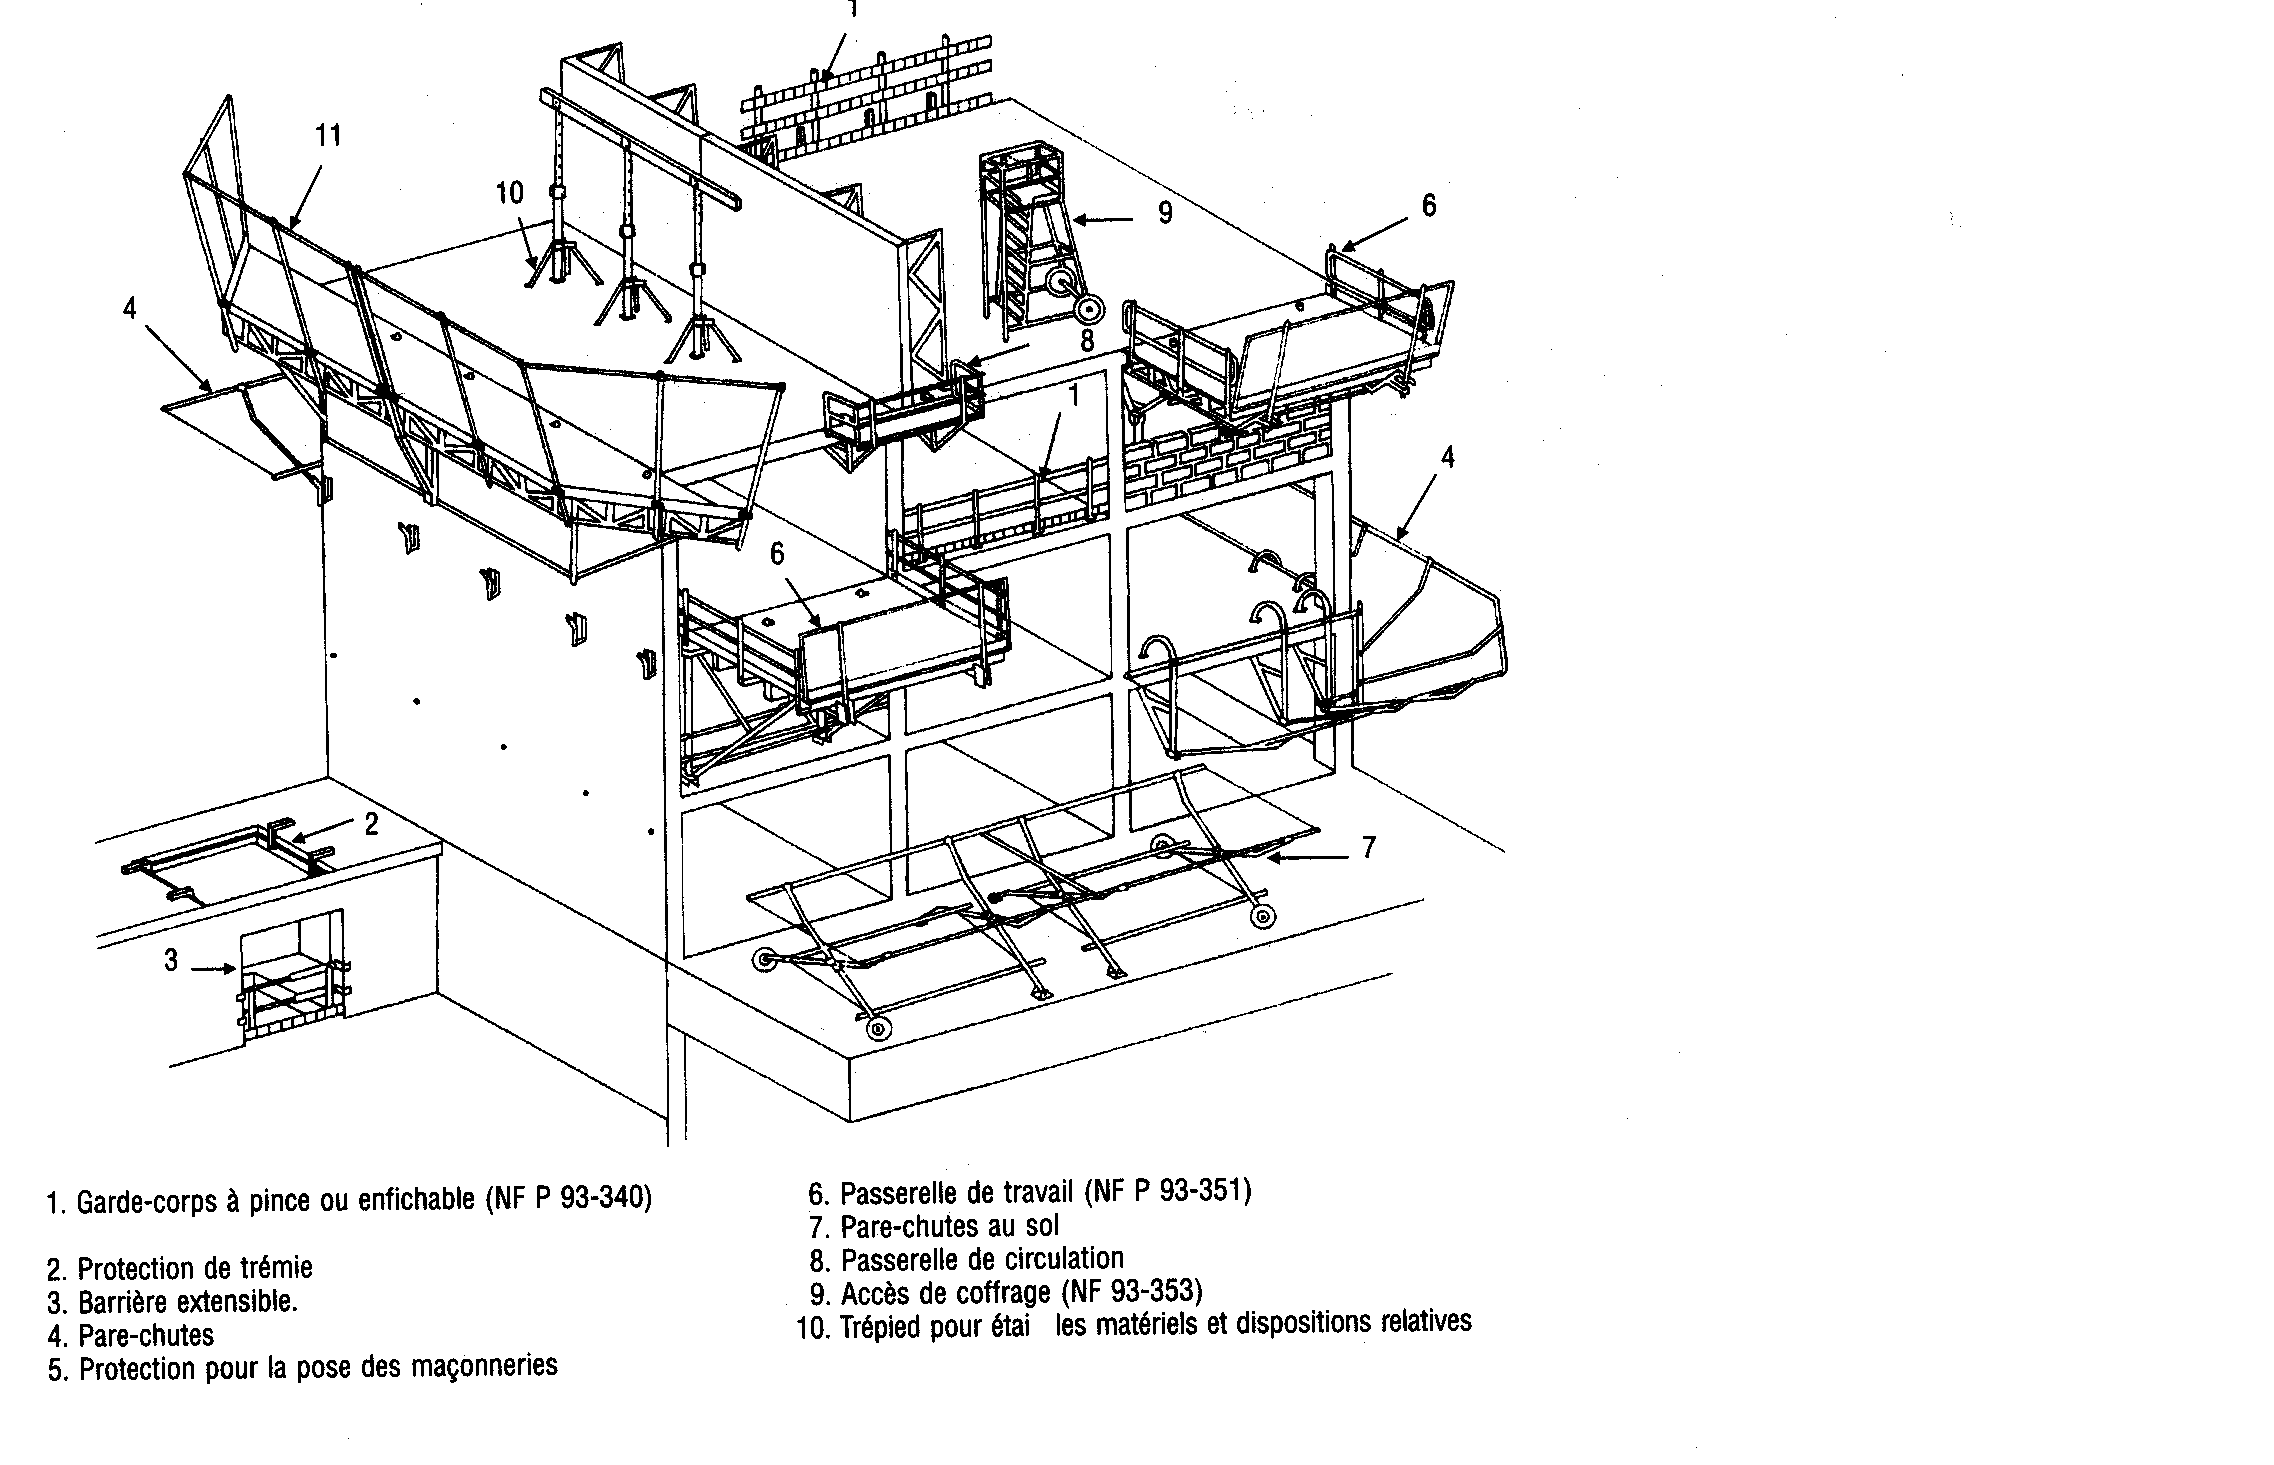 1
11
10
9
6
4
8
1
4
6
2
7
3
1. Garde-corps à pince ou enfichable (NF P 93-340)
2. Protection de trémie
3. Barrière extensible.
4. Pare-chutes
5. Protection pour la pose des maçonneries
6. Passerelle de travail (NF P 93-351)
7. Pare-chutes au sol
8. Passerelle de circulation
9. Accès de coffrage (NF 93-353)
10. Trépied pour étai les matériels et dispositions relatives